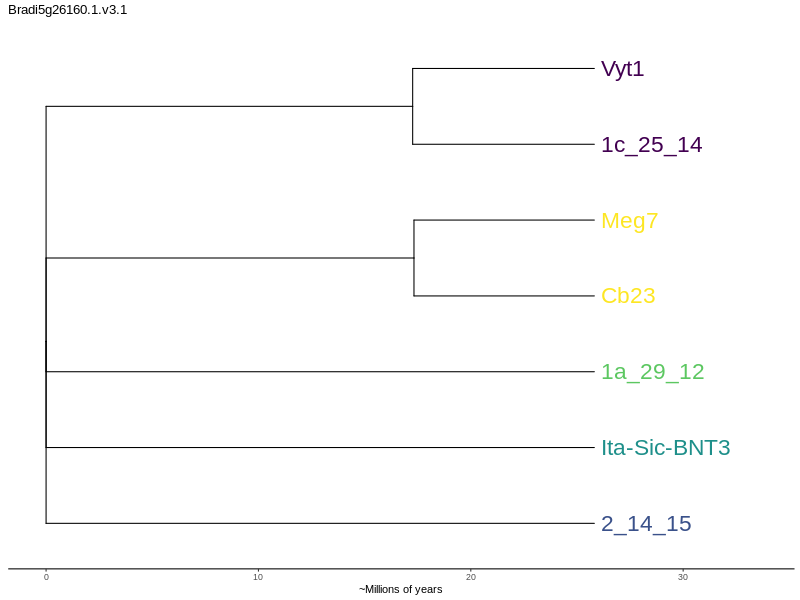 Bradi5g26160.1.v3.1
Vyt1
1c_25_14
Meg7
Cb23
1a_29_12
Ita-Sic-BNT3
2_14_15
0 10 20 30
~Millions of years